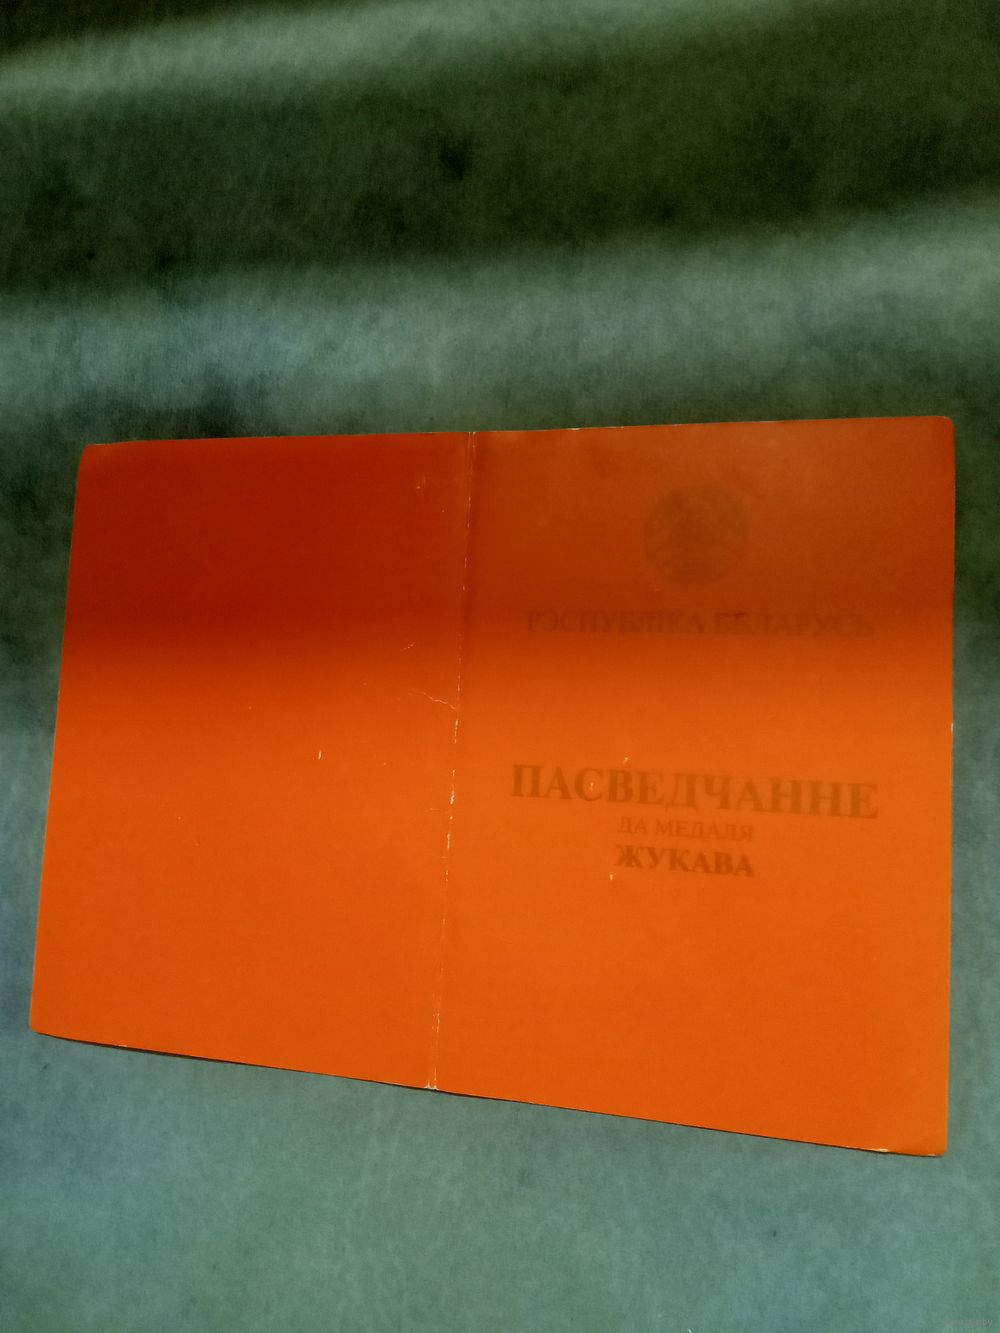 РЭСПУБЛІКА БЕЛАРУСЬ
ПАСВЕДЧАННЕ
ДА МЕДАЛЯ
ЖУКАВА